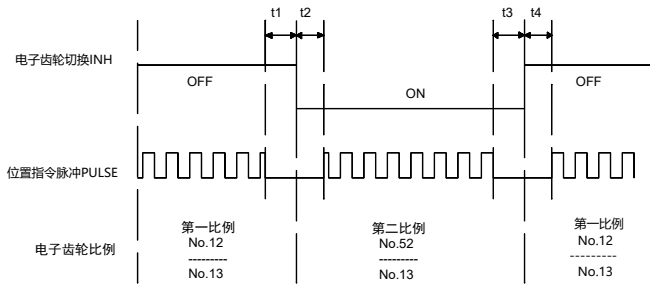 t1 t2 t3 t4
电子齿轮切换INH
OFF ON OFF
位置指令脉冲PULSE
电子齿轮比例
第一比例 第二比例 第一比例
No.12 No.52 No.12
--------- --------- ---------
No.13 No.13 No.13